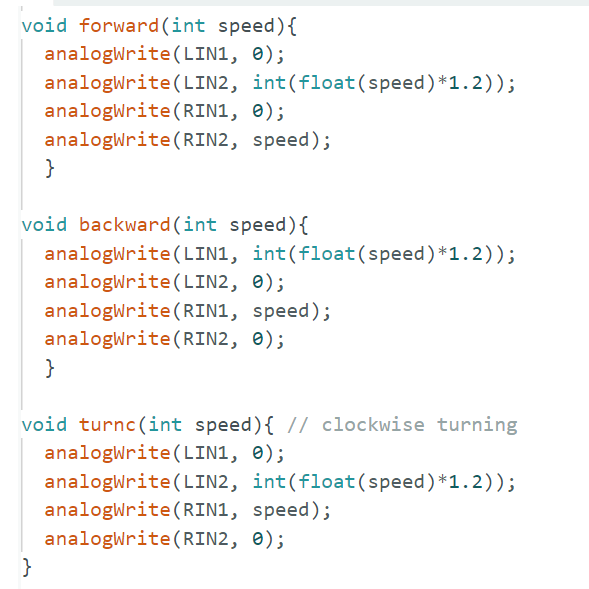 void forward(int speed){
  analogWrite(LIN1, 0);
  analogWrite(LIN2, int(float(speed)*1.2));
  analogWrite(RIN1, 0);
  analogWrite(RIN2, speed);
  }

void backward(int speed){
  analogWrite(LIN1, int(float(speed)*1.2));
  analogWrite(LIN2, 0);
  analogWrite(RIN1, speed);
  analogWrite(RIN2, 0);
  }

void turnc(int speed){ // clockwise turning
  analogWrite(LIN1, 0);
  analogWrite(LIN2, int(float(speed)*1.2));
  analogWrite(RIN1, speed);
  analogWrite(RIN2, 0);
}